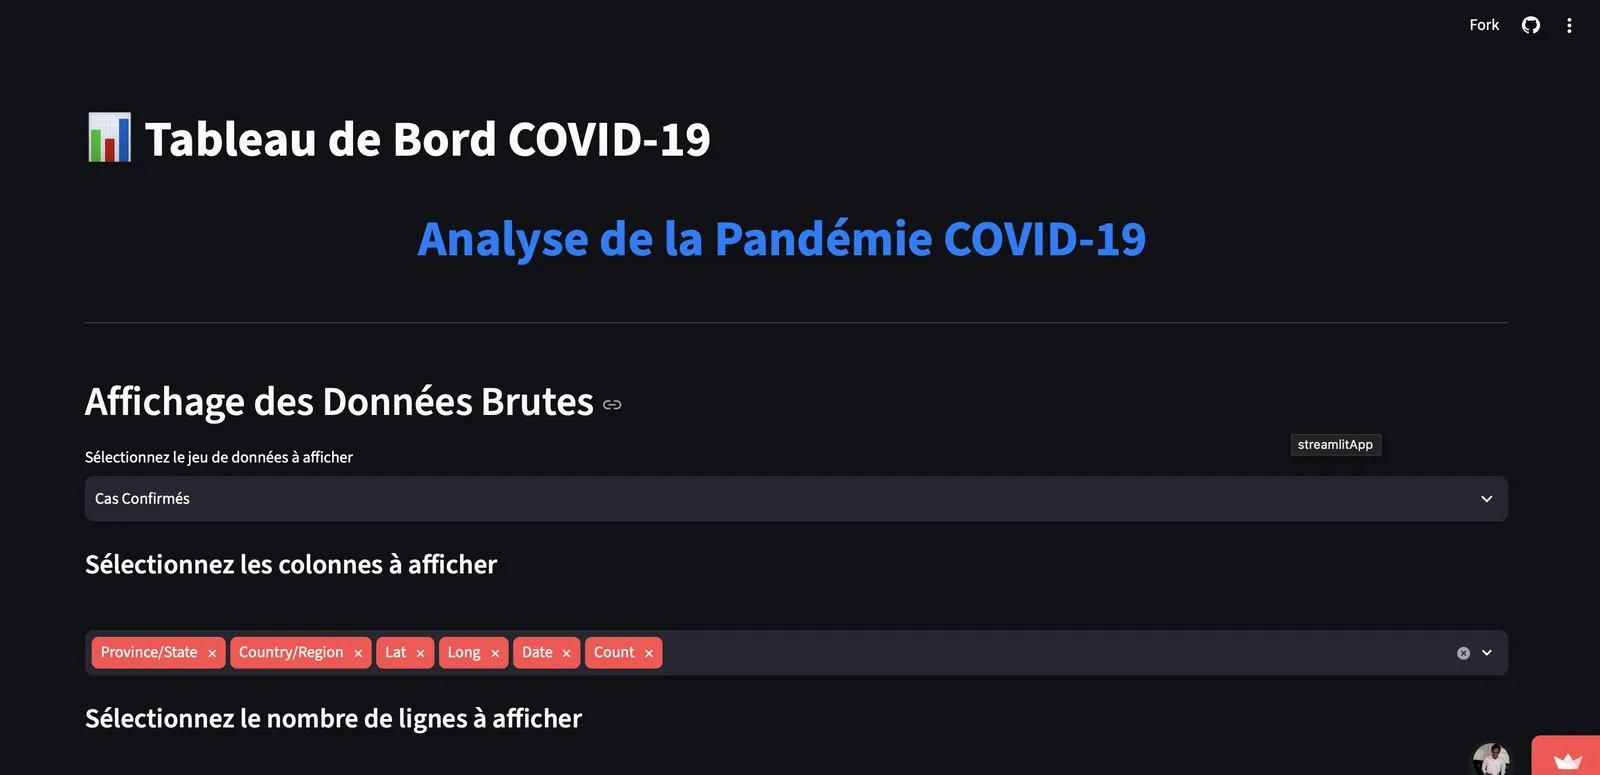 Fork
Tableau de Bord COVID-19
Analyse de la Pandémie COVID-19
Affichage des Données Brutes
streamlitApp
Sélectionnez le jeu de données à afficher
Cas Confirmés
Sélectionnez les colonnes à afficher
Province/State × Country/Region × Lat × Long × Date × Count ×
Sélectionnez le nombre de lignes à afficher